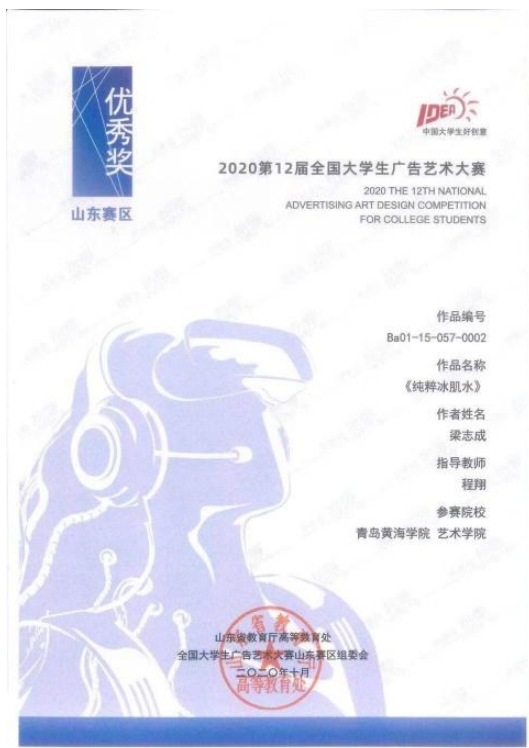 优秀奖
山东赛区
IDEA
中国大学生好创意
2020第12届全国大学生广告艺术大赛
2020 THE 12TH NATIONAL
ADVERTISING ART DESIGN COMPETITION
FOR COLLEGE STUDENTS
作品编号
Ba01-15-057-0002
作品名称
《纯粹冰肌水》
作者姓名
梁志成
指导教师
程翔
参赛院校
青岛黄海学院 艺术学院
山东省教育厅高等教育处
全国大学生广告艺术大赛山东赛区组委会
二〇二〇年十月
高等教育处